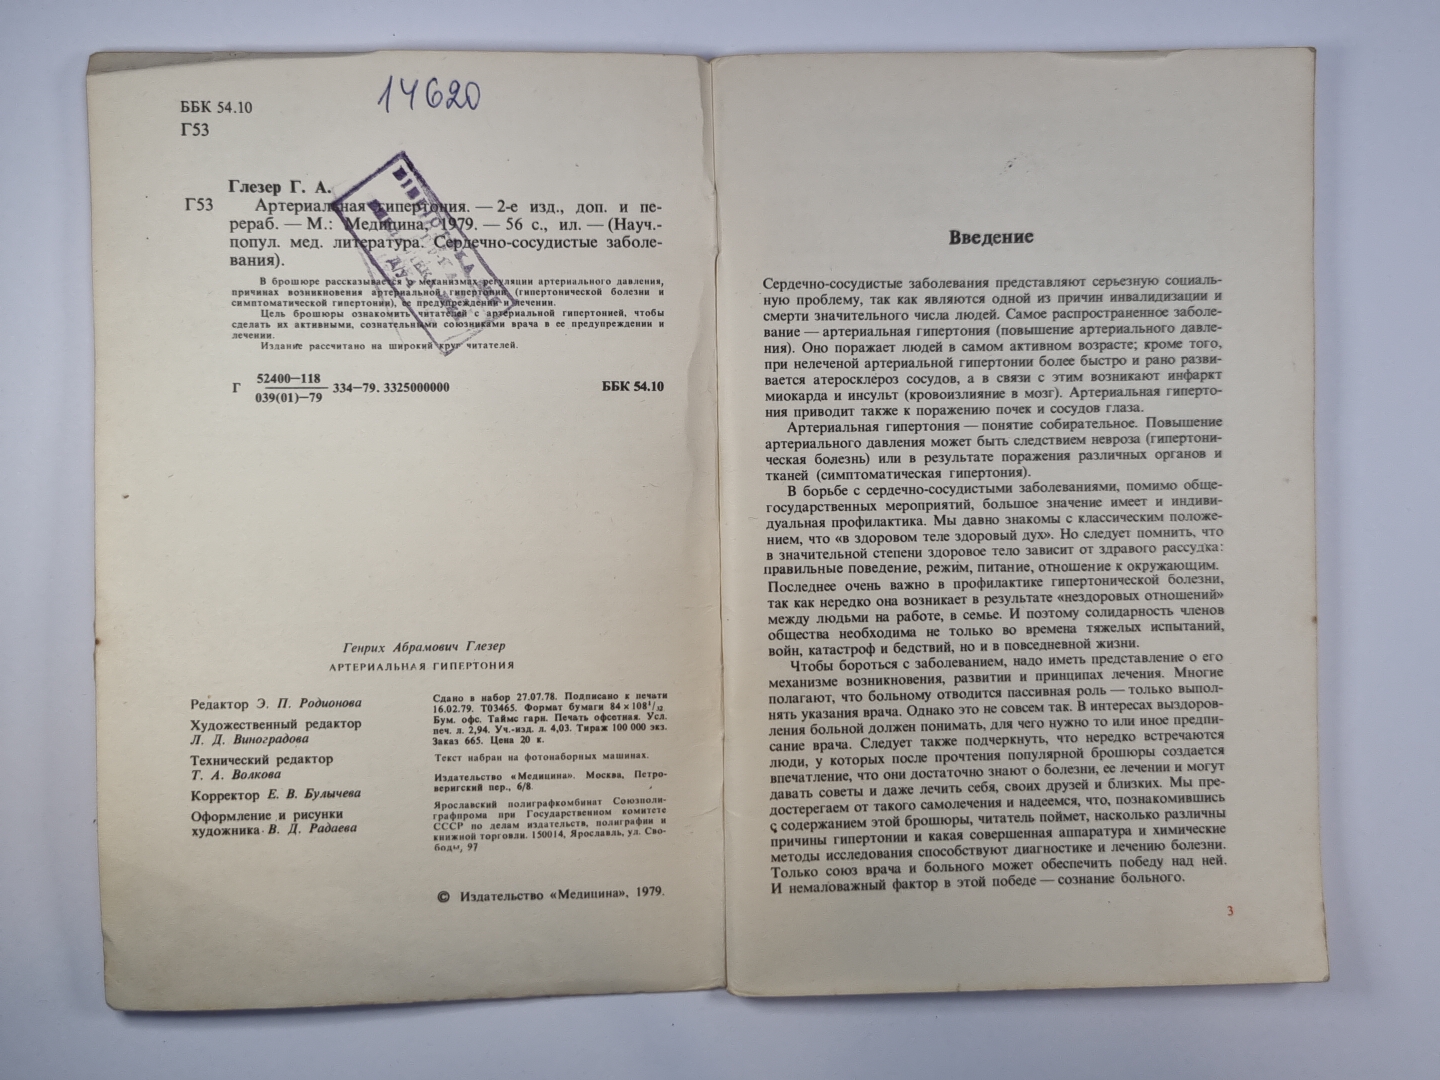 14620
ББК 54.10
Г53
Глезер Г. А.
Г53 Артериальная гипертония. — 2-е изд., доп. и пе-
рераб. — М.: Медицина, 1979. — 56 с., ил. — (Науч.-
попул. мед. литература. Сердечно-сосудистые заболе-
вания).
В брошюре рассказывается о механизмах регуляции артериального давления,
причинах возникновения артериальной гипертонии (гипертонической болезни и
симптоматической гипертонии), ее предупреждении и лечении.
Цель брошюры ознакомить читателей с артериальной гипертонией, чтобы
сделать их активными, сознательными союзниками врача в ее предупреждении и
лечении.
Издание рассчитано на широкий круг читателей.
Г 52400—118 334—79. 3325000000 ББК 54.10
039(01)—79
Генрих Абрамович Глезер
АРТЕРИАЛЬНАЯ ГИПЕРТОНИЯ
Редактор Э. П. Родионова
Художественный редактор
Л. Д. Виноградова
Технический редактор
Т. А. Волкова
Корректор Е. В. Булычева
Оформление и рисунки
художника В. Д. Радаева
Сдано в набор 27.07.78. Подписано к печати
16.02.79. Т03465. Формат бумаги 84×108¹/₃₂
Бум. офс. Таймс гарн. Печать офсетная. Усл.
печ. л. 2,94. Уч.-изд. л. 4,03. Тираж 100 000 экз.
Заказ 665. Цена 20 к.
Текст набран на фотонаборных машинах.
Издательство «Медицина». Москва, Петро-
веригский пер., 6/8
Ярославский полиграфкомбинат Союзполи-
графпрома при Государственном комитете
СССР по делам издательств, полиграфии и
книжной торговли. 150014, Ярославль, ул. Сво-
боды, 97
© Издательство «Медицина», 1979.
Введение
Сердечно-сосудистые заболевания представляют серьезную социаль-
ную проблему, так как являются одной из причин инвалидизации и
смерти значительного числа людей. Самое распространенное заболе-
вание — артериальная гипертония (повышение артериального давле-
ния). Оно поражает людей в самом активном возрасте; кроме того,
при нелеченой артериальной гипертонии более быстро и рано разви-
вается атеросклероз сосудов, а в связи с этим возникают инфаркт
миокарда и инсульт (кровоизлияние в мозг). Артериальная гиперто-
ния приводит также к поражению почек и сосудов глаза.
Артериальная гипертония — понятие собирательное. Повышение
артериального давления может быть следствием невроза (гипертони-
ческая болезнь) или в результате поражения различных органов и
тканей (симптоматическая гипертония).
В борьбе с сердечно-сосудистыми заболеваниями, помимо обще-
государственных мероприятий, большое значение имеет и индиви-
дуальная профилактика. Мы давно знакомы с классическим положе-
нием, что «в здоровом теле здоровый дух». Но следует помнить, что
в значительной степени здоровое тело зависит от здравого рассудка:
правильные поведение, режим, питание, отношение к окружающим.
Последнее очень важно в профилактике гипертонической болезни,
так как нередко она возникает в результате «нездоровых отношений»
между людьми на работе, в семье. И поэтому солидарность членов
общества необходима не только во времена тяжелых испытаний,
войн, катастроф и бедствий, но и в повседневной жизни.
Чтобы бороться с заболеванием, надо иметь представление о его
механизме возникновения, развитии и принципах лечения. Многие
полагают, что больному отводится пассивная роль — только выпол-
нять указания врача. Однако это не совсем так. В интересах выздоров-
ления больной должен понимать, для чего нужно то или иное предпи-
сание врача. Следует также подчеркнуть, что нередко встречаются
люди, у которых после прочтения популярной брошюры создается
впечатление, что они достаточно знают о болезни, ее лечении и могут
давать советы и даже лечить себя, своих друзей и близких. Мы пре-
достерегаем от такого самолечения и надеемся, что, познакомившись
с содержанием этой брошюры, читатель поймет, насколько различны
причины гипертонии и какая совершенная аппаратура и химические
методы исследования способствуют диагностике и лечению болезни.
Только союз врача и больного может обеспечить победу над ней.
И немаловажный фактор в этой победе — сознание больного.
3